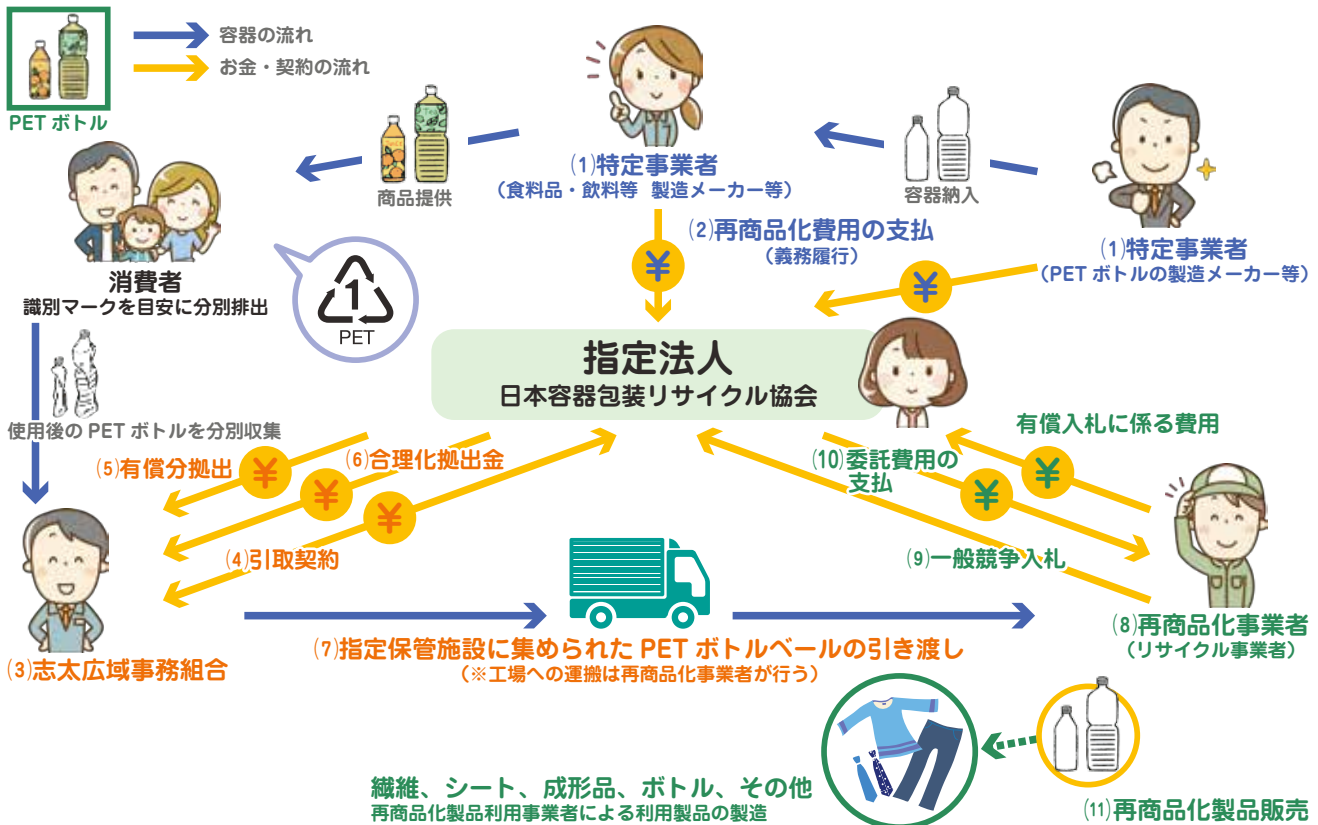 容器の流れ
お金・契約の流れ
PET ボトル
商品提供
(1)特定事業者
(食料品・飲料等 製造メーカー等)
容器納入
(1)特定事業者
(PET ボトルの製造メーカー等)
(2)再商品化費用の支払
(義務履行)
¥
¥
消費者
識別マークを目安に分別排出
1
PET
指定法人
日本容器包装リサイクル協会
使用後の PET ボトルを分別収集
(5)有償分拠出
¥
(6)合理化拠出金
¥
¥
(4)引取契約
(10)委託費用の
支払
¥
有償入札に係る費用
¥
(9)一般競争入札
(3)志太広域事務組合
(7)指定保管施設に集められた PET ボトルベールの引き渡し
(※工場への運搬は再商品化事業者が行う)
(8)再商品化事業者
(リサイクル事業者)
繊維、シート、成形品、ボトル、その他
再商品化製品利用事業者による利用製品の製造
(11)再商品化製品販売